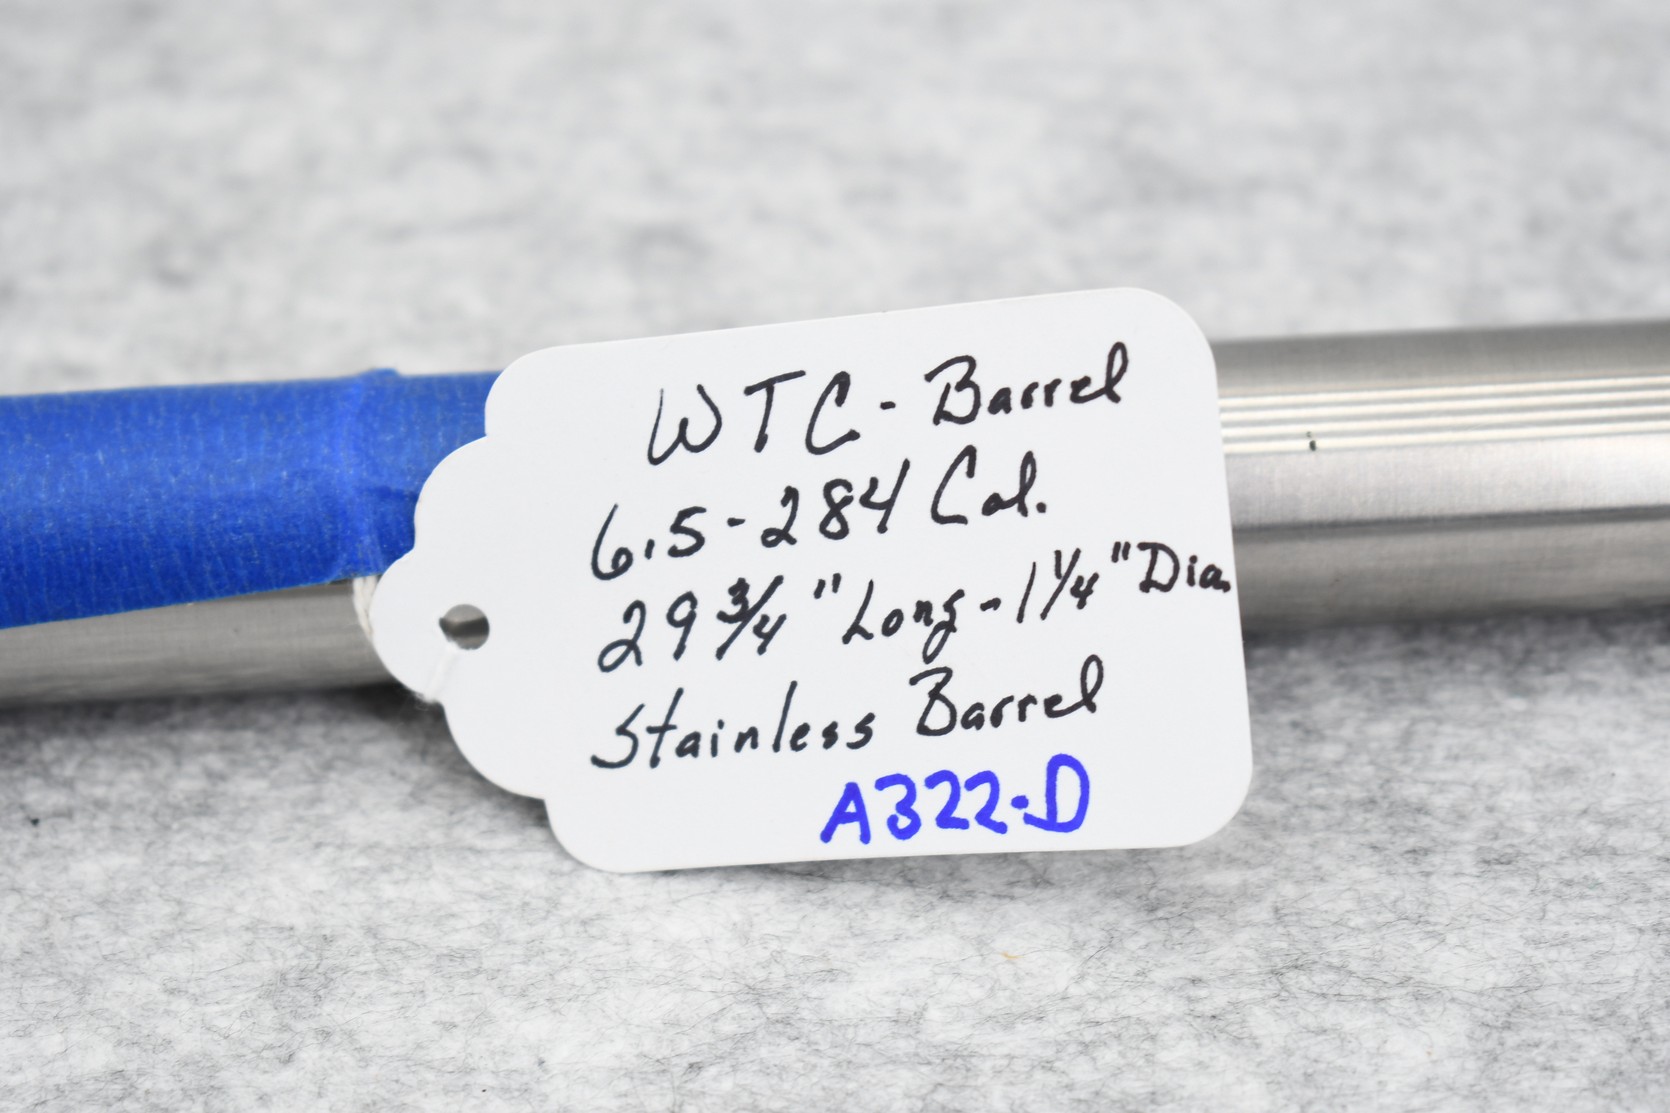 WTC - Barrel
6.5-284 Cal.
29 3/4" Long - 1 1/4" Dia.
Stainless Barrel
A322-D